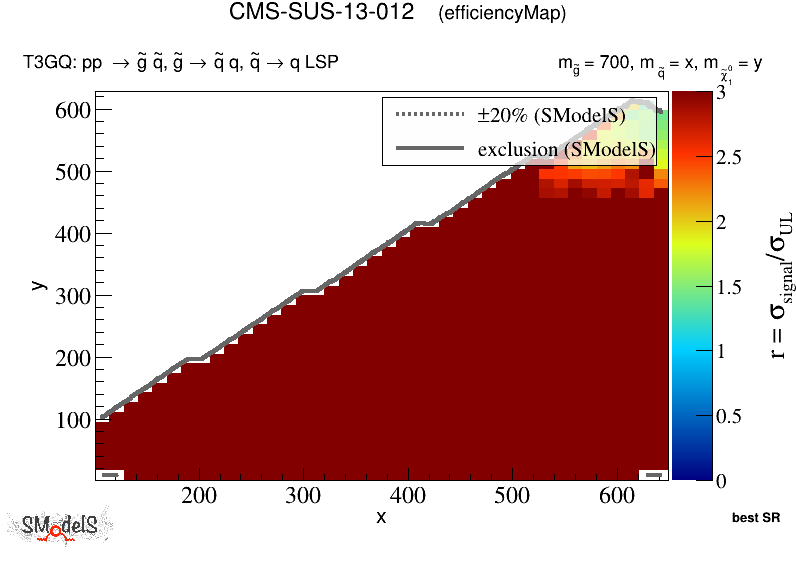 CMS-SUS-13-012 (efficiencyMap)
T3GQ: pp → g̃ q̃, g̃ → q̃ q, q̃ → q LSP
m_g̃ = 700, m_q̃ = x, m_χ̃₁⁰ = y
±20% (SModelS)
exclusion (SModelS)
600
500
400
300
200
100
y
200 300 400 500 600
x
3
2.5
2
1.5
1
0.5
0
r = σ_signal/σ_UL
best SR
SModelS